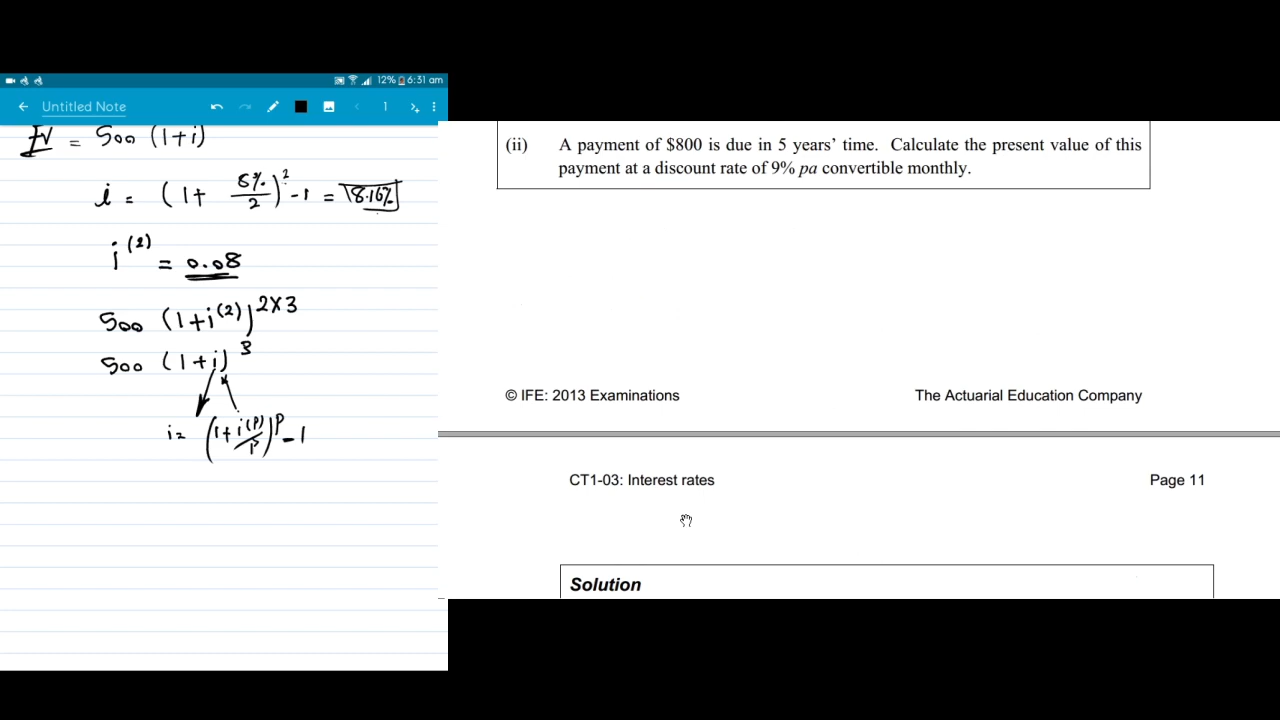 12% 6:31 am
Untitled Note
1
FV = 500 (1+i)
i = (1+ 8%/2)² -1 = 8.16%
i⁽²⁾ = 0.08
500 (1+i⁽²⁾)²ˣ³
500 (1+i)³
i= (1+i⁽ᵖ⁾/p)ᵖ -1
(ii) A payment of $800 is due in 5 years’ time. Calculate the present value of this
payment at a discount rate of 9% pa convertible monthly.
© IFE: 2013 Examinations The Actuarial Education Company
CT1-03: Interest rates Page 11
Solution